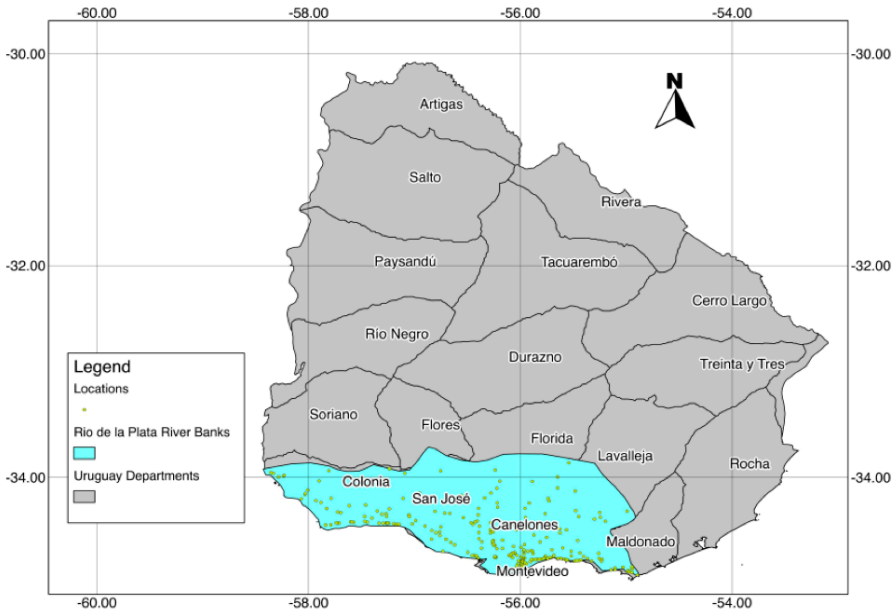 -60.00 -58.00 -56.00 -54.00
-30.00 -30.00
N
Artigas
Salto
Rivera
-32.00 Paysandú Tacuarembó -32.00
Cerro Largo
Río Negro
Durazno
Treinta y Tres
Legend
Locations
Rio de la Plata River Banks
Uruguay Departments
Soriano
Flores
Florida
Lavalleja
Rocha
-34.00 -34.00
Colonia
San José
Canelones
Maldonado
Montevideo
-60.00 -58.00 -56.00 -54.00